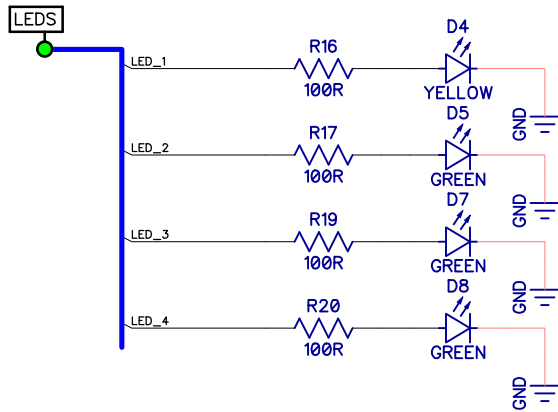 LEDS
LED_1
R16
100R
D4
YELLOW
GND
LED_2
R17
100R
D5
GREEN
GND
LED_3
R19
100R
D7
GREEN
GND
LED_4
R20
100R
D8
GREEN
GND